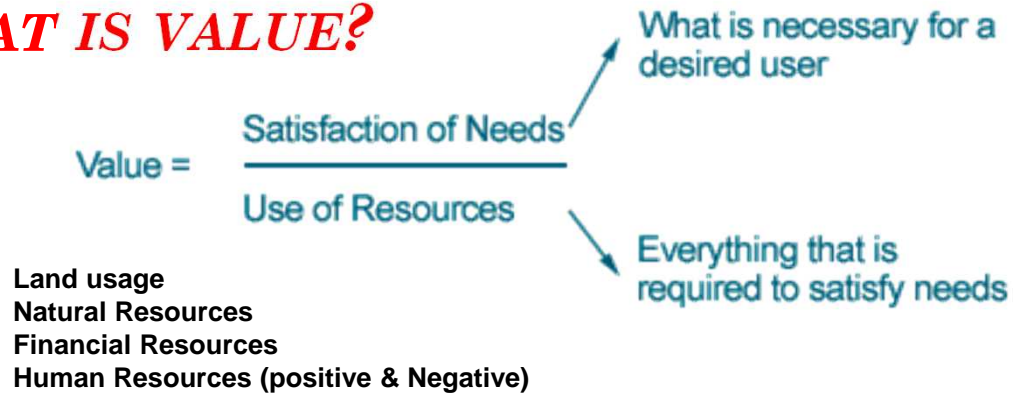 AT IS VALUE?
What is necessary for a
desired user
Satisfaction of Needs
Value =
Use of Resources
Everything that is
required to satisfy needs
Land usage
Natural Resources
Financial Resources
Human Resources (positive & Negative)